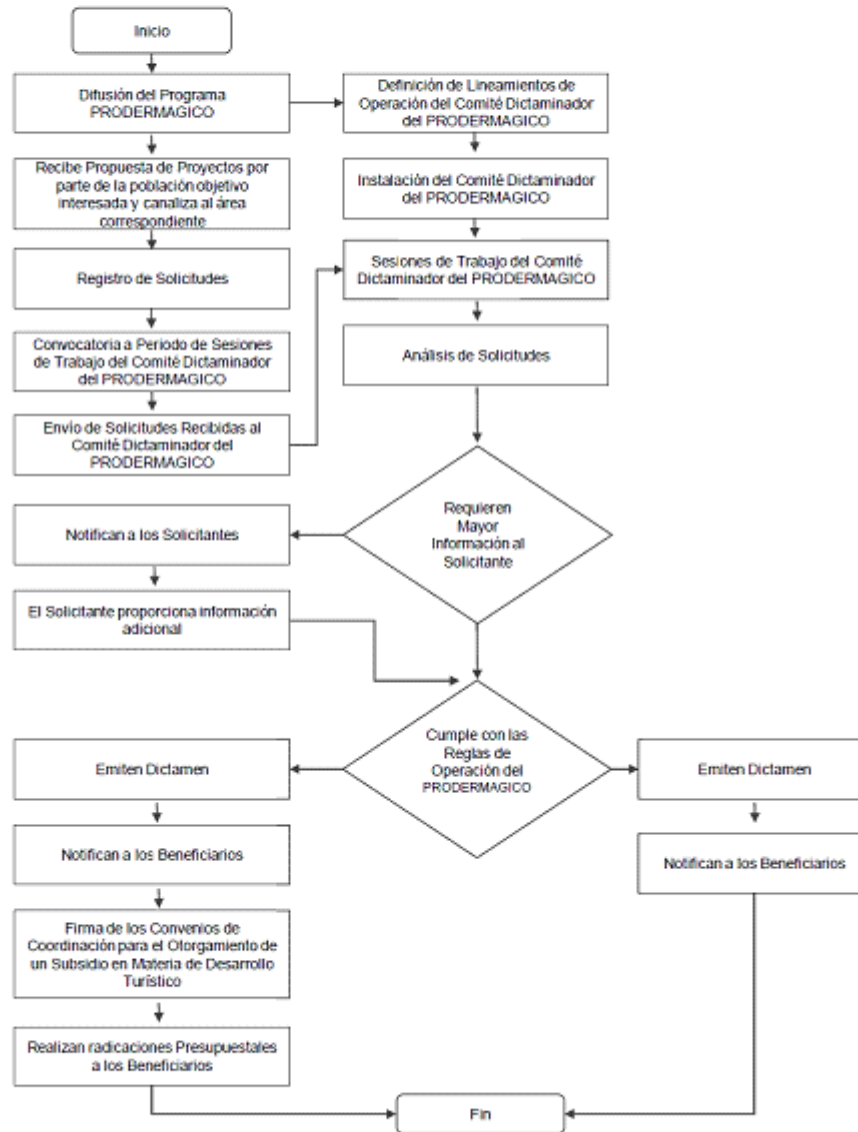 Inicio
Difusión del Programa
PRODERMAGICO
Definición de Lineamientos de
Operación del Comité Dictaminador
del PRODERMAGICO
Recibe Propuesta de Proyectos por
parte de la población objetivo
interesada y canaliza al área
correspondiente
Instalación del Comité Dictaminador
del PRODERMAGICO
Registro de Solicitudes
Sesiones de Trabajo del Comité
Dictaminador del PRODERMAGICO
Convocatoria a Periodo de Sesiones
de Trabajo del Comité Dictaminador
del PRODERMAGICO
Análisis de Solicitudes
Envío de Solicitudes Recibidas al
Comité Dictaminador del
PRODERMAGICO
Requieren
Mayor
Información al
Solicitante
Notifican a los Solicitantes
El Solicitante proporciona información
adicional
Cumple con las
Reglas de
Operación del
PRODERMAGICO
Emiten Dictamen
Emiten Dictamen
Notifican a los Beneficiarios
Notifican a los Beneficiarios
Firma de los Convenios de
Coordinación para el Otorgamiento de
un Subsidio en Materia de Desarrollo
Turístico
Realizan radicaciones Presupuestales
a los Beneficiarios
Fin